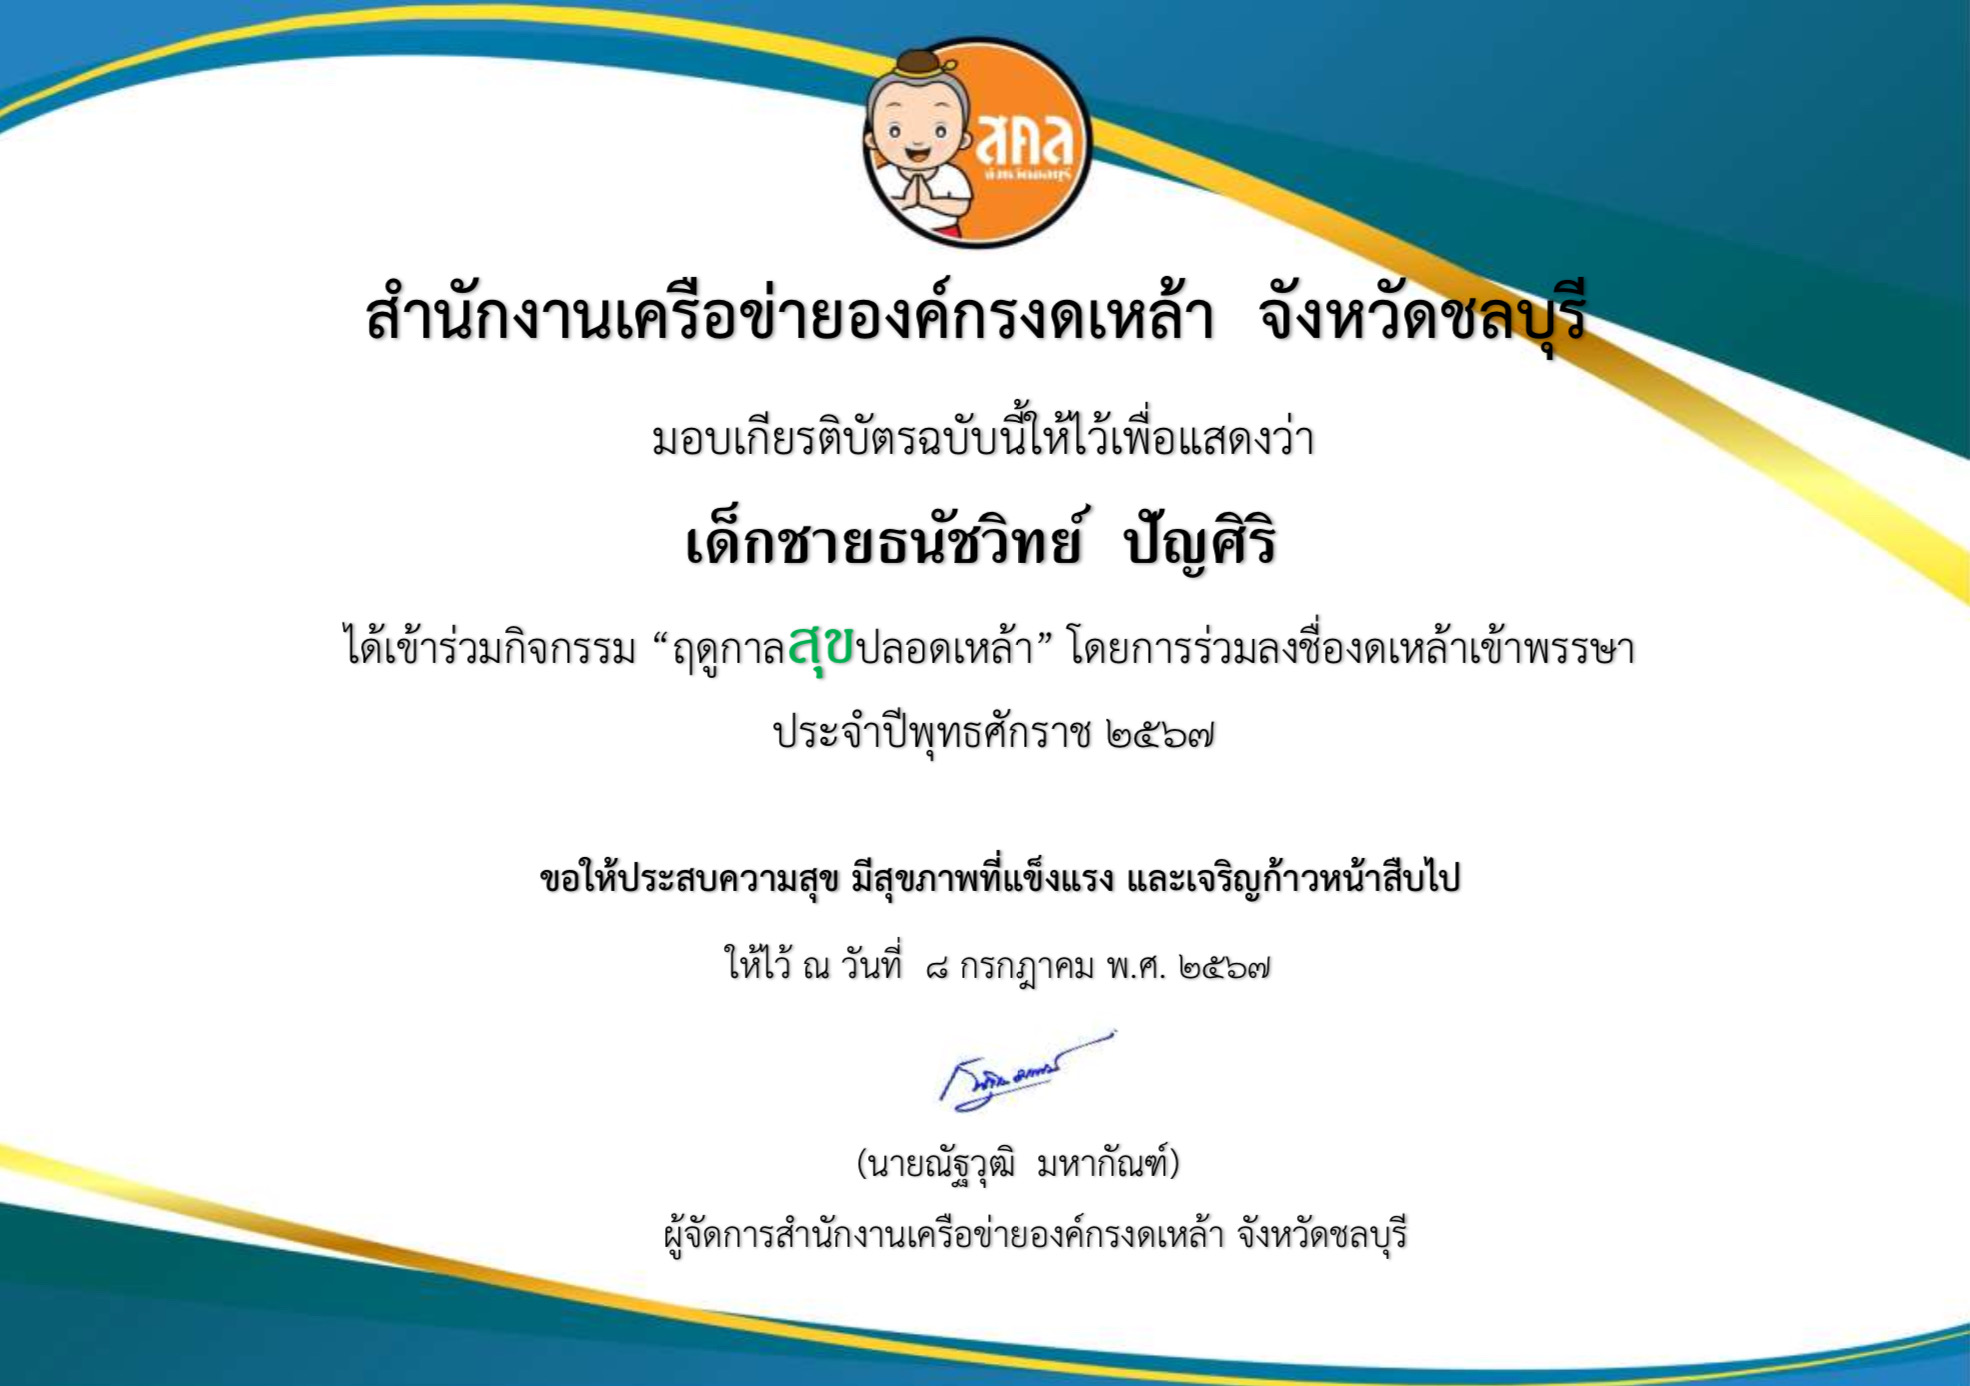 สคล
จังหวัดชลบุรี
สำนักงานเครือข่ายองค์กรงดเหล้า จังหวัดชลบุรี
มอบเกียรติบัตรฉบับนี้ให้ไว้เพื่อแสดงว่า
เด็กชายธนัชวิทย์ ปัญศิริ
ได้เข้าร่วมกิจกรรม “ฤดูกาลสุขปลอดเหล้า” โดยการร่วมลงชื่องดเหล้าเข้าพรรษา
ประจำปีพุทธศักราช ๒๕๖๗
ขอให้ประสบความสุข มีสุขภาพที่แข็งแรง และเจริญก้าวหน้าสืบไป
ให้ไว้ ณ วันที่ ๘ กรกฎาคม พ.ศ. ๒๕๖๗
(นายณัฐวุฒิ มหากัณฑ์)
ผู้จัดการสำนักงานเครือข่ายองค์กรงดเหล้า จังหวัดชลบุรี